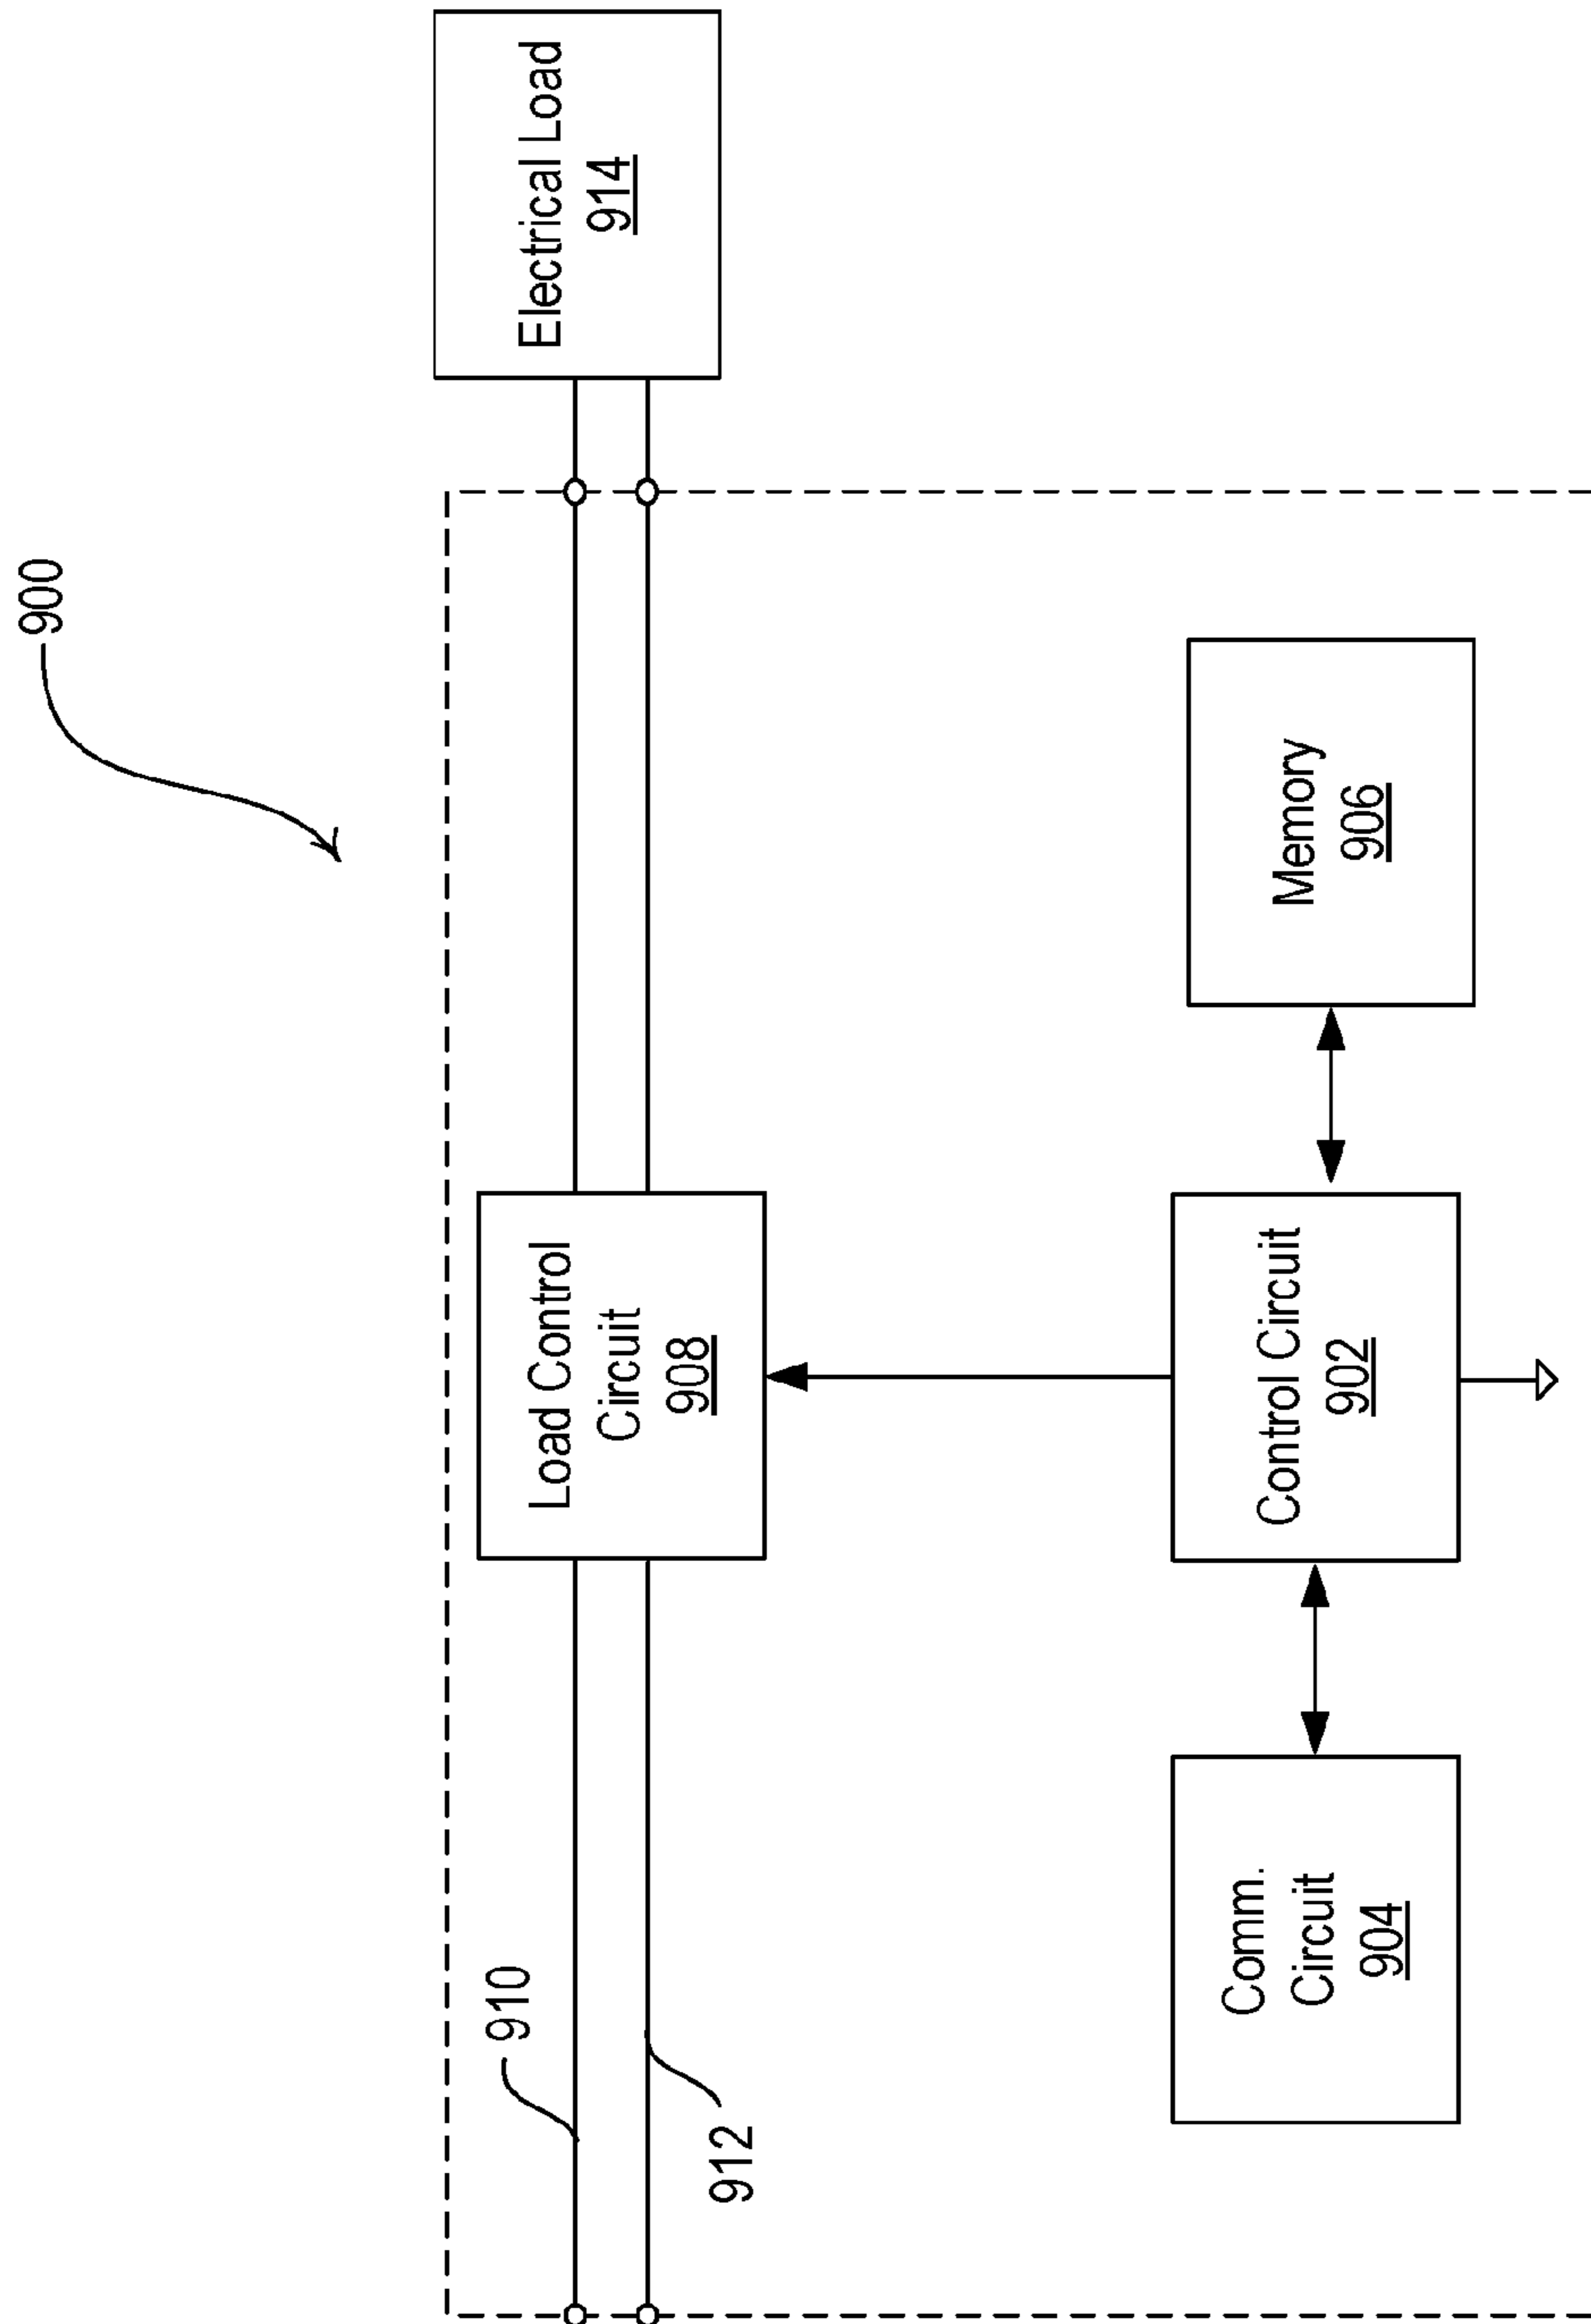 900
Electrical Load
914
Load Control
Circuit
908
910
912
Memory
906
Control Circuit
902
Comm.
Circuit
904